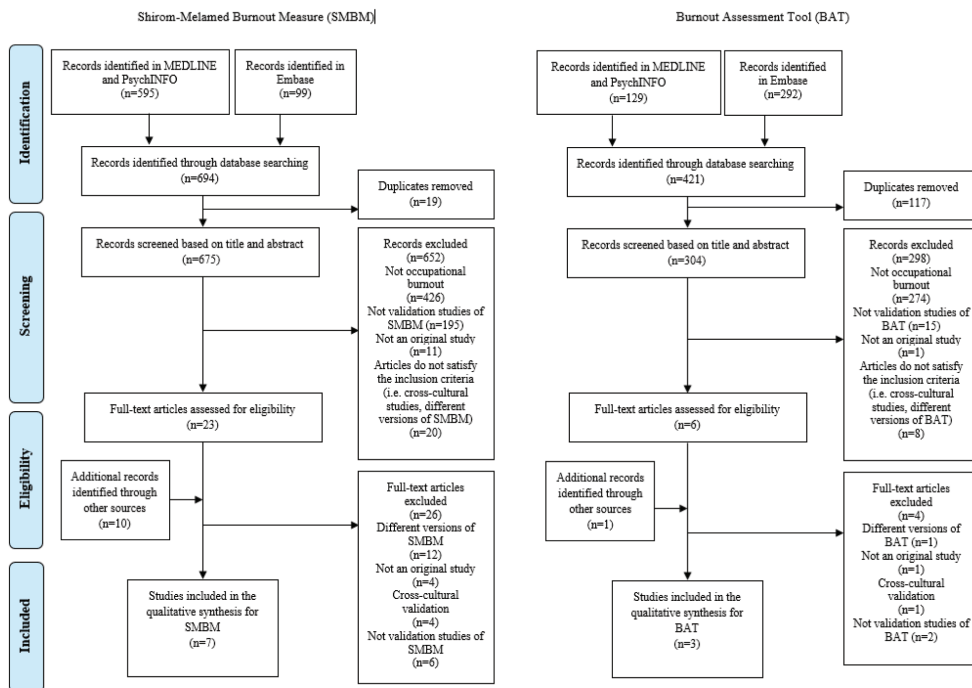 Shirom-Melamed Burnout Measure (SMBM)
Identification
Screening
Eligibility
Included
Records identified in MEDLINE
and PsychINFO
(n=595)
Records identified in
Embase
(n=99)
Records identified through database searching
(n=694)
Duplicates removed
(n=19)
Records screened based on title and abstract
(n=675)
Records excluded
(n=652)
Not occupational
burnout
(n=426)
Not validation studies of
SMBM (n=195)
Not an original study
(n=11)
Articles do not satisfy
the inclusion criteria
(i.e. cross-cultural
studies, different
versions of SMBM)
(n=20)
Full-text articles assessed for eligibility
(n=23)
Additional records
identified through
other sources
(n=10)
Full-text articles
excluded
(n=26)
Different versions of
SMBM
(n=12)
Not an original study
(n=4)
Cross-cultural
validation
(n=4)
Not validation studies of
SMBM
(n=6)
Studies included in the
qualitative synthesis for
SMBM
(n=7)
Burnout Assessment Tool (BAT)
Records identified in MEDLINE
and PsychINFO
(n=129)
Records identified
in Embase
(n=292)
Records identified through database searching
(n=421)
Duplicates removed
(n=117)
Records screened based on title and abstract
(n=304)
Records excluded
(n=298)
Not occupational
burnout
(n=274)
Not validation studies of
BAT (n=15)
Not an original study
(n=1)
Articles do not satisfy
the inclusion criteria
(i.e. cross-cultural
studies, different
versions of BAT)
(n=8)
Full-text articles assessed for eligibility
(n=6)
Additional records
identified through
other sources
(n=1)
Full-text articles
excluded
(n=4)
Different versions of
BAT (n=1)
Not an original study
(n=1)
Cross-cultural
validation
(n=1)
Not validation studies of
BAT (n=2)
Studies included in the
qualitative synthesis for
BAT
(n=3)